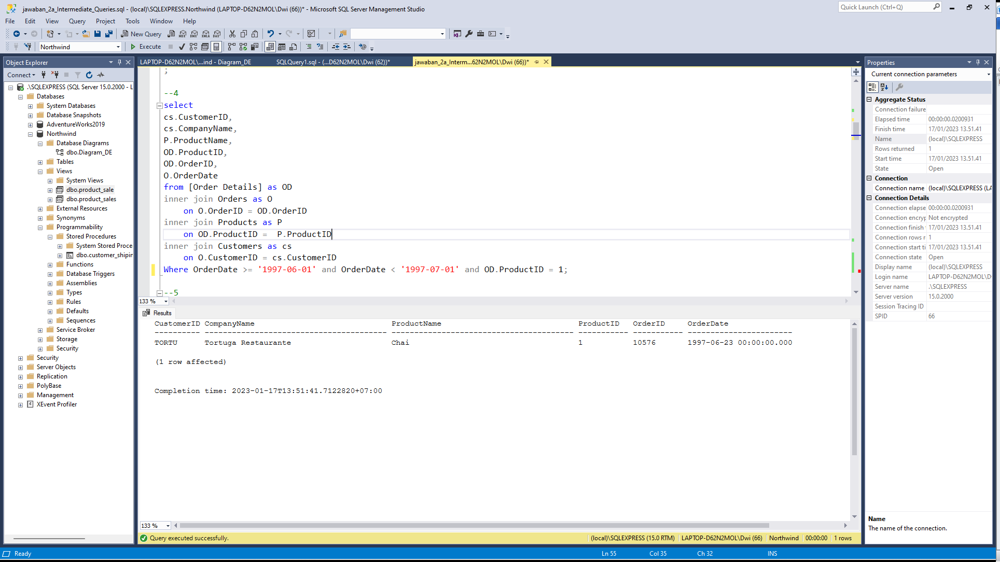 jawaban_2a_Intermediate_Queries.sql - (local)\SQLEXPRESS.Northwind (LAPTOP-D62N2MOL\Dwi (66))* - Microsoft SQL Server Management Studio
Quick Launch (Ctrl+Q)
File Edit View Query Project Tools Window Help
New Query
Northwind
Execute
Object Explorer
Connect
.\SQLEXPRESS (SQL Server 15.0.2000 - L
Databases
System Databases
Database Snapshots
AdventureWorks2019
Northwind
Database Diagrams
dbo.Diagram_DE
Tables
Views
System Views
dbo.product_sale
dbo.product_sales
External Resources
Synonyms
Programmability
Stored Procedures
System Stored Proce
dbo.customer_shipin
Functions
Database Triggers
Assemblies
Types
Rules
Defaults
Sequences
Service Broker
Storage
Security
Security
Server Objects
Replication
PolyBase
Management
XEvent Profiler
LAPTOP-D62N2MOL\...ind - Diagram_DE
SQLQuery1.sql - (...D62N2MOL\Dwi (62))*
jawaban_2a_Interm...62N2MOL\Dwi (66))*
;
--4
select
cs.CustomerID,
cs.CompanyName,
P.ProductName,
OD.ProductID,
OD.OrderID,
O.OrderDate
from [Order Details] as OD
inner join Orders as O
on O.OrderID = OD.OrderID
inner join Products as P
on OD.ProductID =  P.ProductID
inner join Customers as cs
on O.CustomerID = cs.CustomerID
Where OrderDate >= '1997-06-01' and OrderDate < '1997-07-01' and OD.ProductID = 1;
--5
133 %
Results
CustomerID CompanyName ProductName ProductID OrderID OrderDate
TORTU Tortuga Restaurante Chai 1 10576 1997-06-23 00:00:00.000
(1 row affected)
Completion time: 2023-01-17T13:51:41.7122820+07:00
133 %
Query executed successfully.
(local)\SQLEXPRESS (15.0 RTM) LAPTOP-D62N2MOL\Dwi (66) Northwind 00:00:00 1 rows
Properties
Current connection parameters
Aggregate Status
Connection failure
Elapsed time 00:00:00.0200931
Finish time 17/01/2023 13.51.41
Name (local)\SQLEXPRESS
Rows returned 1
Start time 17/01/2023 13.51.41
State Open
Connection
Connection name (local)\SQLEXPRESS (LA
Connection Details
Connection elapse 00:00:00.0200931
Connection encryp Not encrypted
Connection finish 17/01/2023 13.51.41
Connection rows r 1
Connection start ti 17/01/2023 13.51.41
Connection state Open
Display name (local)\SQLEXPRESS
Login name LAPTOP-D62N2MOL\D
Server name .\SQLEXPRESS
Server version 15.0.2000
Session Tracing ID
SPID 66
Name
The name of the connection.
Ready
Ln 55 Col 35 Ch 32 INS